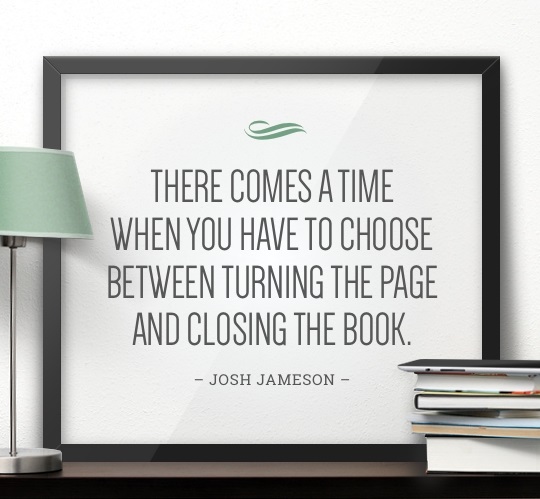 THERE COMES A TIME
WHEN YOU HAVE TO CHOOSE
BETWEEN TURNING THE PAGE
AND CLOSING THE BOOK.
– JOSH JAMESON –